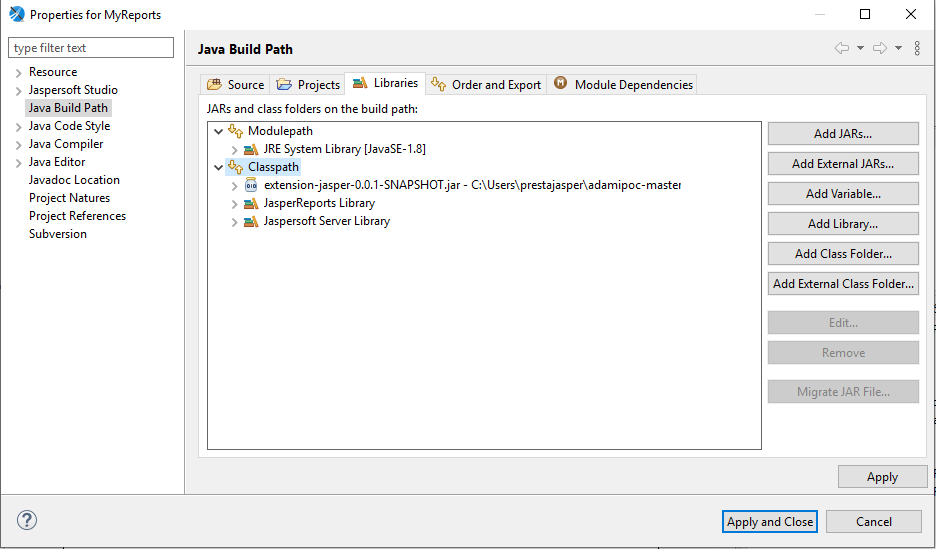 Properties for MyReports
type filter text
Resource
Jaspersoft Studio
Java Build Path
Java Code Style
Java Compiler
Java Editor
Javadoc Location
Project Natures
Project References
Subversion
Java Build Path
Source Projects Libraries Order and Export Module Dependencies
JARs and class folders on the build path:
Modulepath
JRE System Library [JavaSE-1.8]
Classpath
extension-jasper-0.0.1-SNAPSHOT.jar - C:\Users\prestajasper\adamipoc-master
JasperReports Library
Jaspersoft Server Library
Add JARs...
Add External JARs...
Add Variable...
Add Library...
Add Class Folder...
Add External Class Folder...
Edit...
Remove
Migrate JAR File...
Apply
Apply and Close Cancel